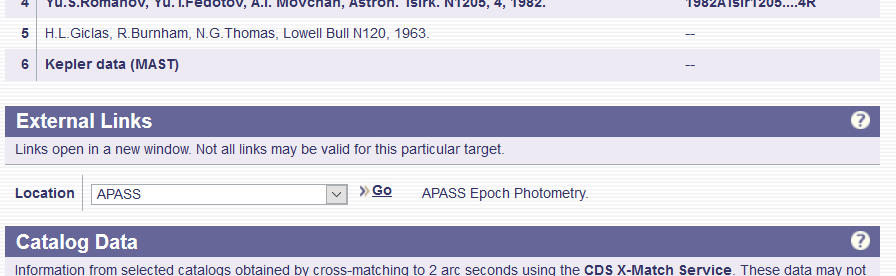 4 Yu.S.Romanov, Yu.I.Fedotov, A.I. Movchan, Astron. Tsirk. N1205, 4, 1982. 1982ATsir1205....4R
5 H.L.Giclas, R.Burnham, N.G.Thomas, Lowell Bull N120, 1963. --
6 Kepler data (MAST) --
External Links ?
Links open in a new window. Not all links may be valid for this particular target.
Location APASS Go APASS Epoch Photometry.
Catalog Data ?
Information from selected catalogs obtained by cross-matching to 2 arc seconds using the CDS X-Match Service. These data may not